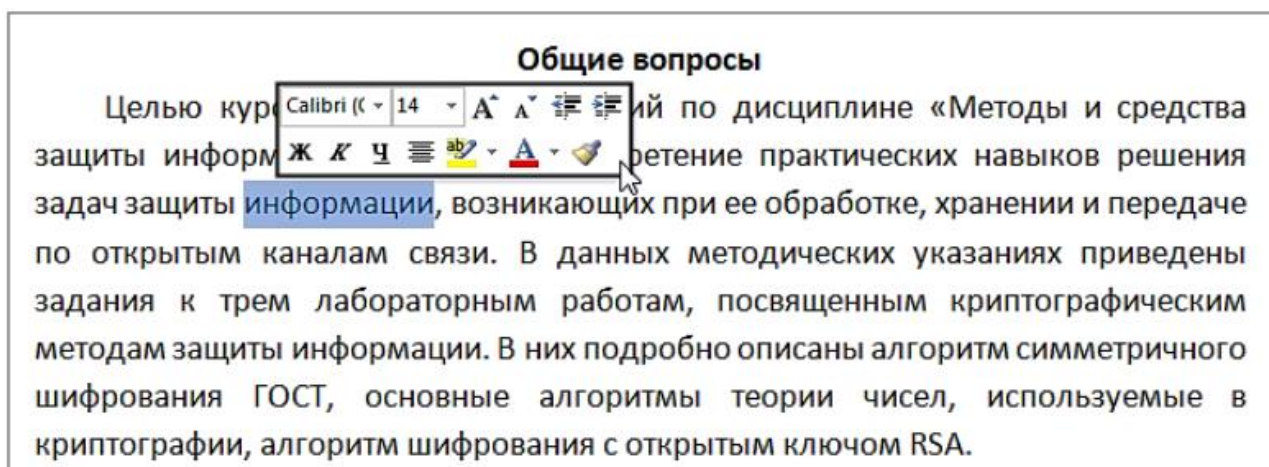 Общие вопросы
Целью кур ий по дисциплине «Методы и средства
Calibri ( 14 А А
защиты информ ретение практических навыков решения
Ж К Ч ab A
задач защиты информации, возникающих при ее обработке, хранении и передаче
по открытым каналам связи. В данных методических указаниях приведены
задания к трем лабораторным работам, посвященным криптографическим
методам защиты информации. В них подробно описаны алгоритм симметричного
шифрования ГОСТ, основные алгоритмы теории чисел, используемые в
криптографии, алгоритм шифрования с открытым ключом RSA.